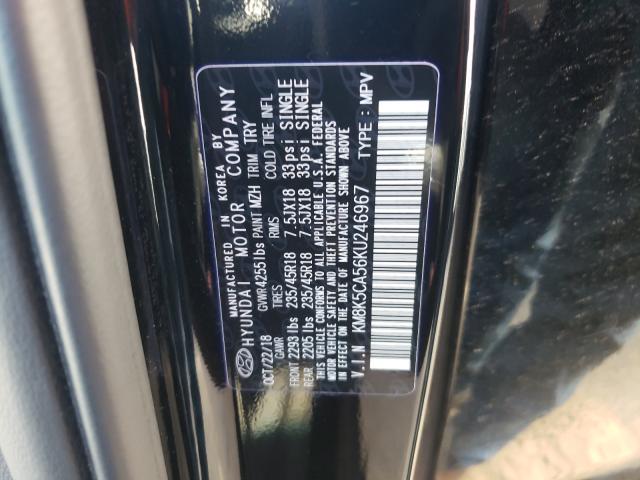 MANUFACTURED IN KOREA BY
HYUNDAI MOTOR COMPANY
OCT/22/18 GVWR 4255lbs PAINT MZH TRIM TRY
GAWR TIRES RIMS COLD TIRE INFL
FRONT 2293 lbs 235/45R18 7.5JX18 33psi SINGLE
REAR 2205 lbs 235/45R18 7.5JX18 33psi SINGLE
THIS VEHICLE CONFORMS TO ALL APPLICABLE U.S.A. FEDERAL
MOTOR VEHICLE SAFETY, BUMPER, AND THEFT PREVENTION STANDARDS
IN EFFECT ON THE DATE OF MANUFACTURE SHOWN ABOVE
V.I.N KM8K5CA56KU246967 TYPE : MPV